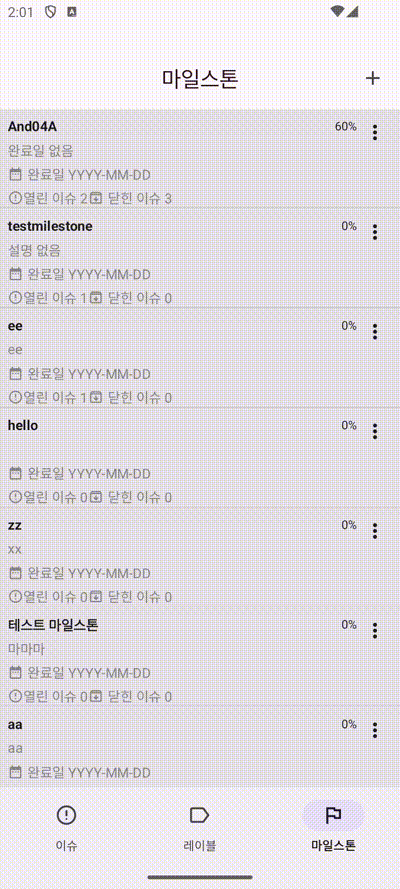 2:01
마일스톤
And04A 60%
완료일 없음
완료일 YYYY-MM-DD
열린 이슈 2 닫힌 이슈 3
testmilestone 0%
설명 없음
완료일 YYYY-MM-DD
열린 이슈 1 닫힌 이슈 0
ee 0%
ee
완료일 YYYY-MM-DD
열린 이슈 1 닫힌 이슈 0
hello 0%
완료일 YYYY-MM-DD
열린 이슈 0 닫힌 이슈 0
zz 0%
xx
완료일 YYYY-MM-DD
열린 이슈 0 닫힌 이슈 0
테스트 마일스톤 0%
마마마
완료일 YYYY-MM-DD
열린 이슈 0 닫힌 이슈 0
aa 0%
aa
완료일 YYYY-MM-DD
이슈 레이블 마일스톤